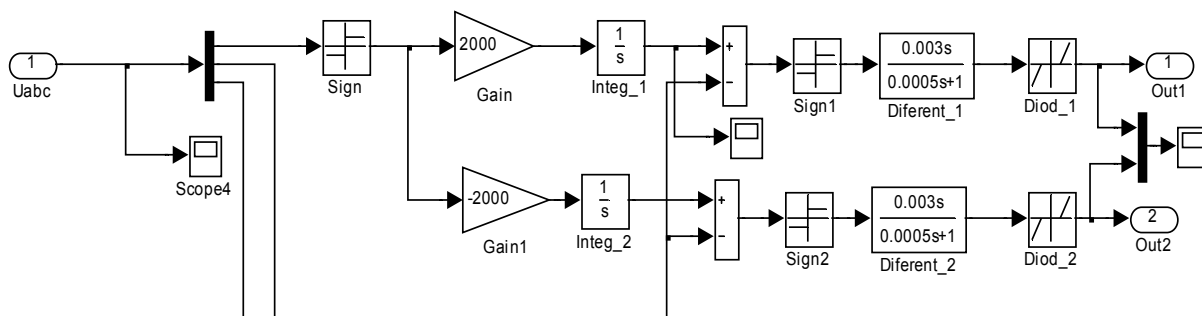 1
Uabc
Scope4
Sign
2000
Gain
1
s
Integ_1
+
−
Sign1
0.003s
0.0005s+1
Diferent_1
Diod_1
1
Out1
-2000
Gain1
1
s
Integ_2
+
−
Sign2
0.003s
0.0005s+1
Diferent_2
Diod_2
2
Out2